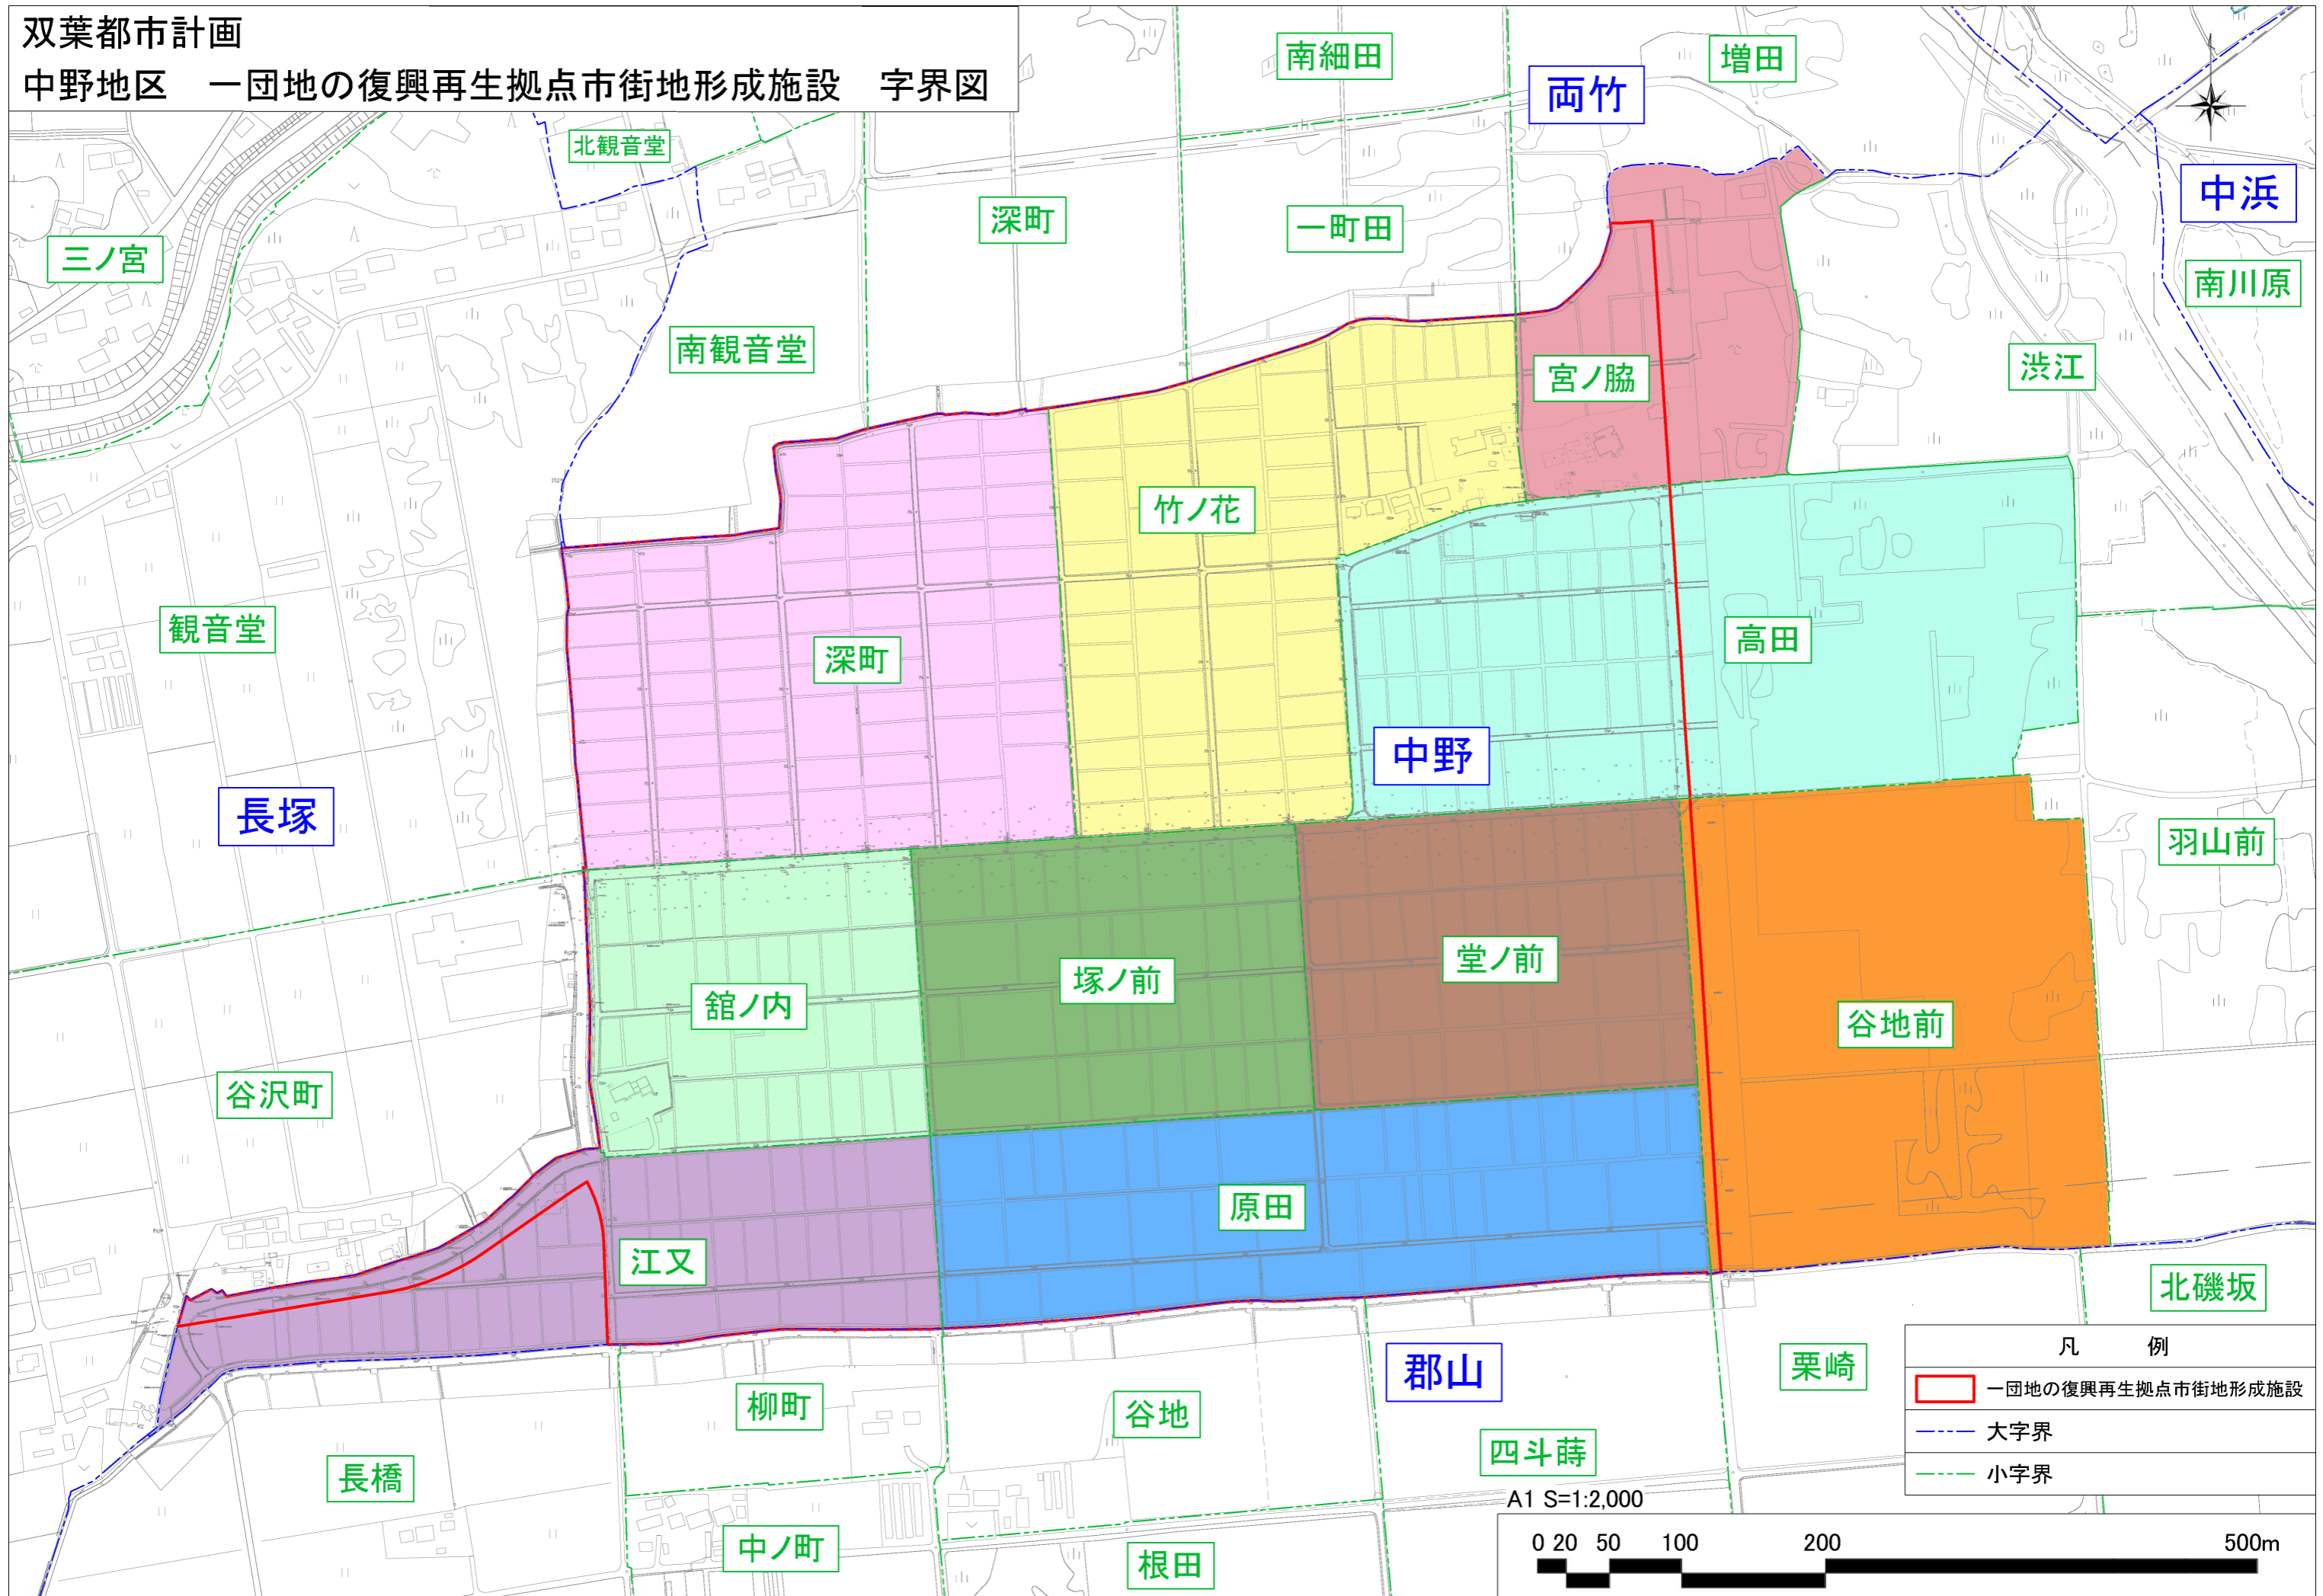 双葉都市計画
中野地区　一団地の復興再生拠点市街地形成施設　字界図
南細田
増田
両竹
北観音堂
中浜
深町
一町田
三ノ宮
南川原
南観音堂
渋江
宮ノ脇
竹ノ花
観音堂
深町
高田
中野
長塚
羽山前
堂ノ前
塚ノ前
舘ノ内
谷地前
谷沢町
原田
江又
北磯坂
郡山
栗崎
柳町
谷地
四斗蒔
長橋
中ノ町
根田
凡　例
一団地の復興再生拠点市街地形成施設
大字界
小字界
A1 S=1:2,000
0 20 50 100 200 500m